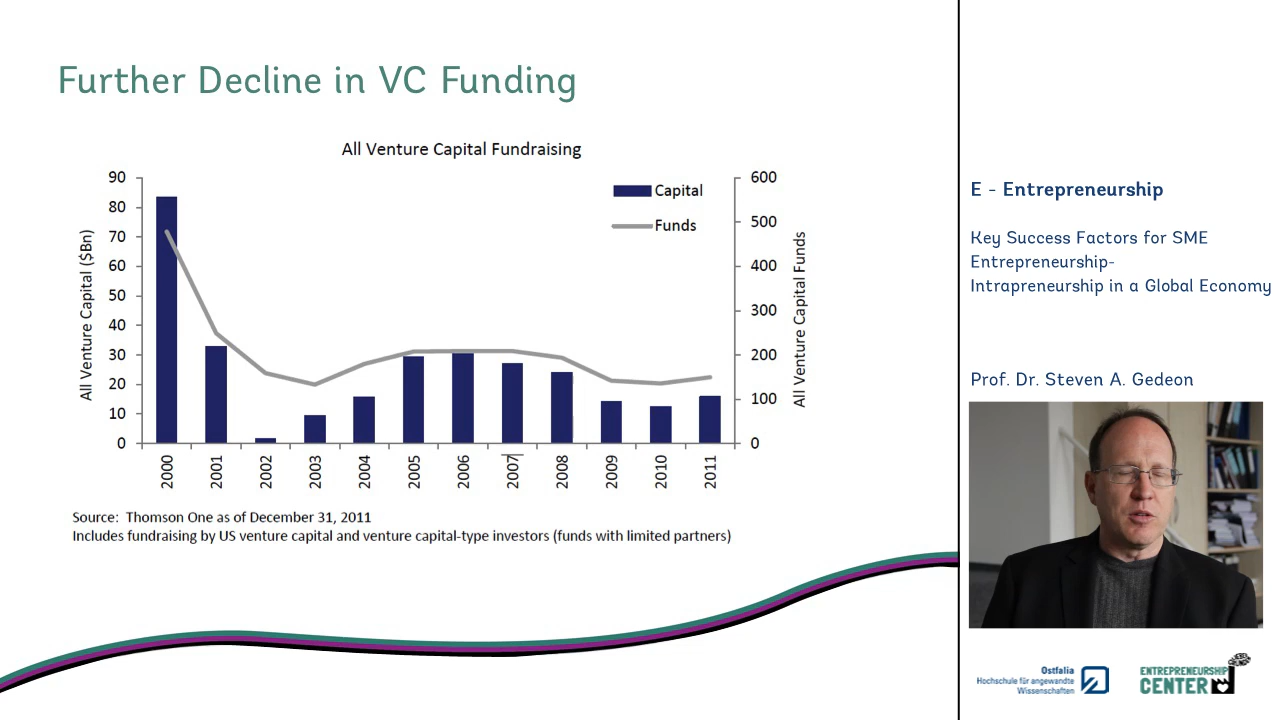 Further Decline in VC Funding
All Venture Capital Fundraising
All Venture Capital ($Bn)
90
80
70
60
50
40
30
20
10
0
Capital
Funds
600
500
400
300
200
100
0
All Venture Capital Funds
2000
2001
2002
2003
2004
2005
2006
2007
2008
2009
2010
2011
Source: Thomson One as of December 31, 2011
Includes fundraising by US venture capital and venture capital-type investors (funds with limited partners)
E - Entrepreneurship
Key Success Factors for SME
Entrepreneurship-
Intrapreneurship in a Global Economy
Prof. Dr. Steven A. Gedeon
Ostfalia
Hochschule für angewandte
Wissenschaften
ENTREPRENEURSHIP
CENTER